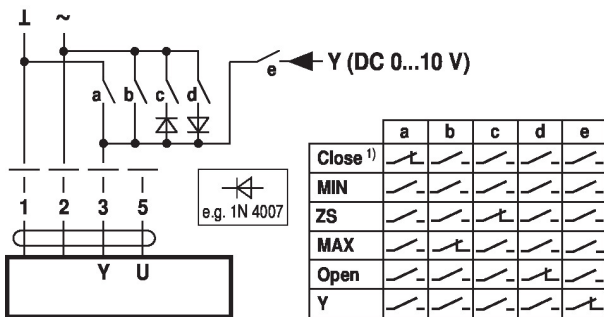 ⊥ ~
a b c d
e
Y (DC 0...10 V)
1 2 3 5
Y U
e.g. 1N 4007
a b c d e
Close 1)
MIN
ZS
MAX
Open
Y